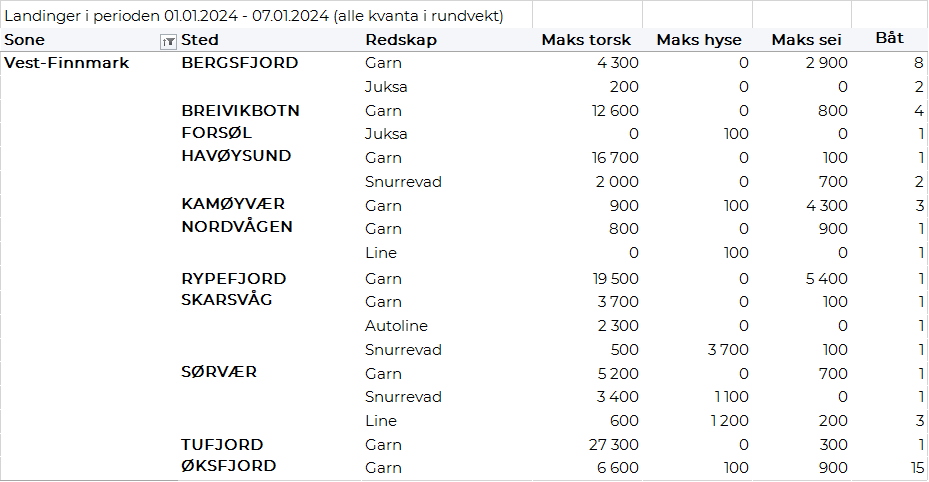 Landinger i perioden 01.01.2024 - 07.01.2024 (alle kvanta i rundvekt)
Sone Sted Redskap Maks torsk Maks hyse Maks sei Båt
Vest-Finnmark BERGSFJORD Garn 4 300 0 2 900 8
Juksa 200 0 0 2
BREIVIKBOTN Garn 12 600 0 800 4
FORSØL Juksa 0 100 0 1
HAVØYSUND Garn 16 700 0 100 1
Snurrevad 2 000 0 700 2
KAMØYVÆR Garn 900 100 4 300 3
NORDVÅGEN Garn 800 0 900 1
Line 0 100 0 1
RYPEFJORD Garn 19 500 0 5 400 1
SKARSVÅG Garn 3 700 0 100 1
Autoline 2 300 0 0 1
Snurrevad 500 3 700 100 1
SØRVÆR Garn 5 200 0 700 1
Snurrevad 3 400 1 100 0 1
Line 600 1 200 200 3
TUFJORD Garn 27 300 0 300 1
ØKSFJORD Garn 6 600 100 900 15